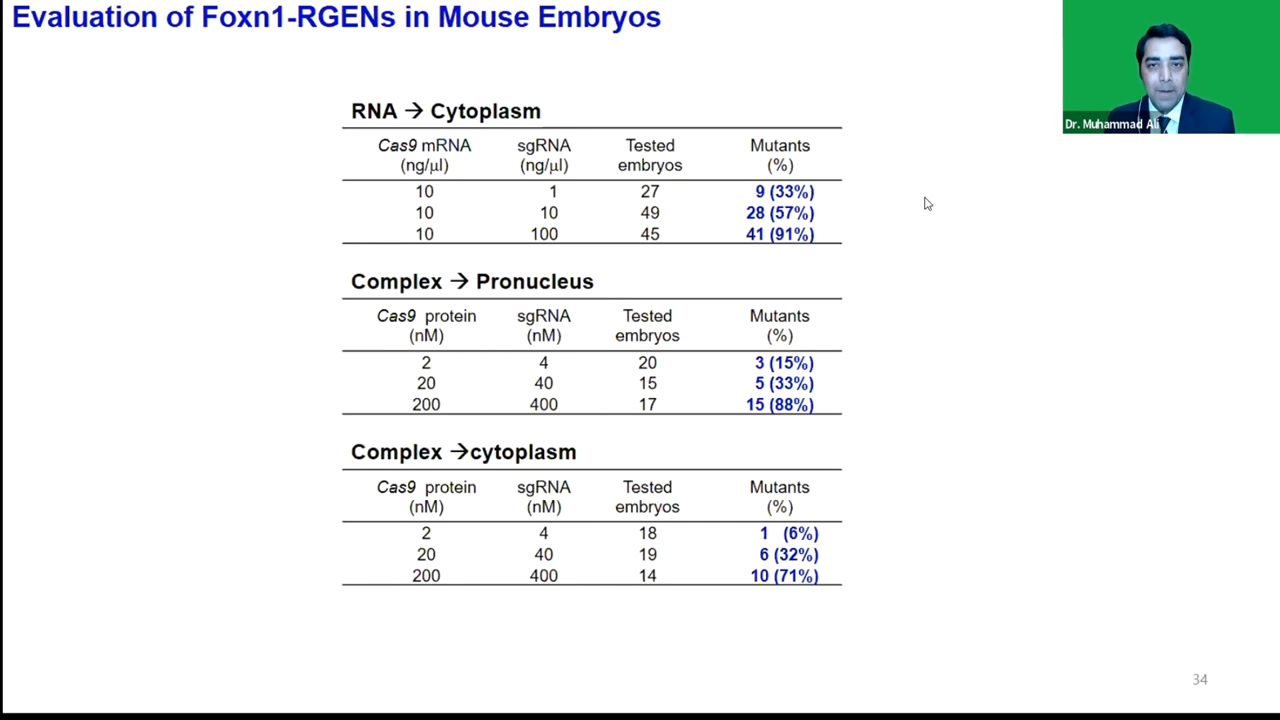 Evaluation of Foxn1-RGENs in Mouse Embryos
Dr. Muhammad Ali
RNA → Cytoplasm
Cas9 mRNA sgRNA Tested Mutants
(ng/μl) (ng/μl) embryos (%)
10 1 27 9 (33%)
10 10 49 28 (57%)
10 100 45 41 (91%)
Complex → Pronucleus
Cas9 protein sgRNA Tested Mutants
(nM) (nM) embryos (%)
2 4 20 3 (15%)
20 40 15 5 (33%)
200 400 17 15 (88%)
Complex →cytoplasm
Cas9 protein sgRNA Tested Mutants
(nM) (nM) embryos (%)
2 4 18 1 (6%)
20 40 19 6 (32%)
200 400 14 10 (71%)
34